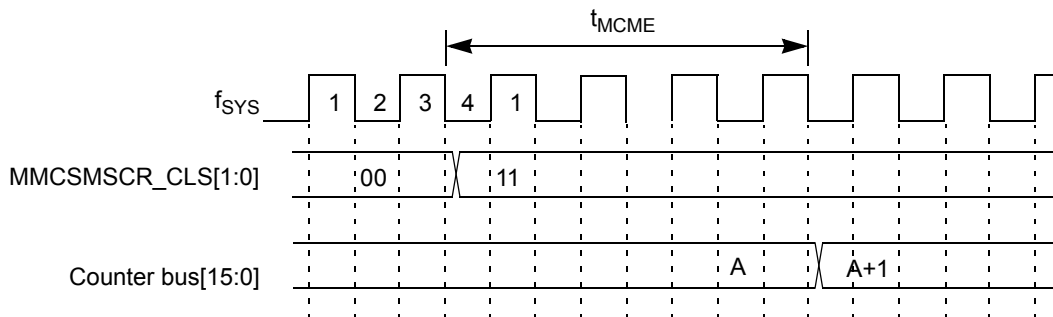 tMCME
fSYS 1 2 3 4 1
MMCSMSCR_CLS[1:0] 00 11
Counter bus[15:0] A A+1